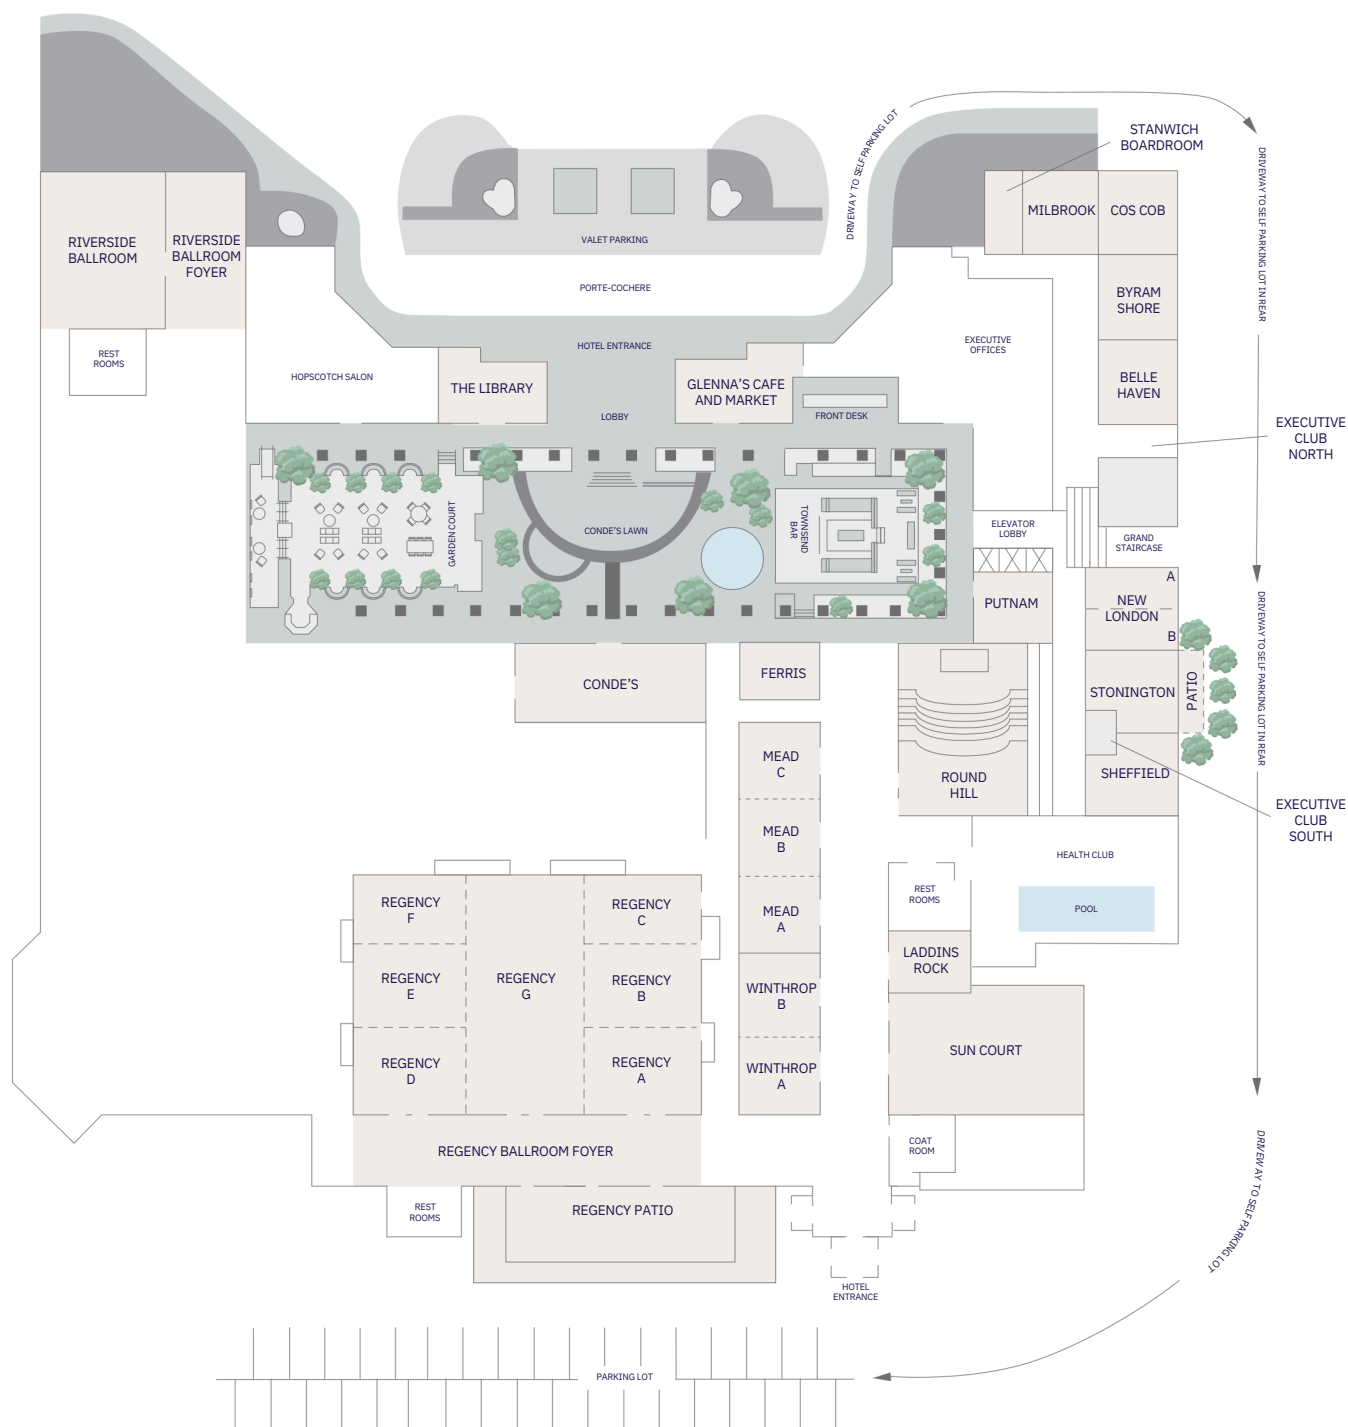 DRIVEWAY TO SELF PARKING LOT
STANWICH
BOARDROOM
DRIVEWAY TO SELF PARKING LOT IN REAR
MILBROOK
COS COB
RIVERSIDE
BALLROOM
RIVERSIDE
BALLROOM
FOYER
VALET PARKING
PORTE-COCHERE
BYRAM
SHORE
HOTEL ENTRANCE
EXECUTIVE
OFFICES
REST
ROOMS
HOPSCOTCH SALON
THE LIBRARY
GLENNA'S CAFE
AND MARKET
BELLE
HAVEN
LOBBY
FRONT DESK
EXECUTIVE
CLUB
NORTH
GARDEN COURT
CONDE'S LAWN
TOWNSEND
BAR
ELEVATOR
LOBBY
GRAND
STAIRCASE
A
NEW
LONDON
B
PUTNAM
DRIVEWAY TO SELF PARKING LOT IN REAR
CONDE'S
FERRIS
STONINGTON
PATIO
MEAD
C
ROUND
HILL
SHEFFIELD
EXECUTIVE
CLUB
SOUTH
MEAD
B
HEALTH CLUB
REST
ROOMS
POOL
REGENCY
F
REGENCY
C
MEAD
A
LADDINS
ROCK
REGENCY
E
REGENCY
G
REGENCY
B
WINTHROP
B
SUN COURT
REGENCY
D
REGENCY
A
WINTHROP
A
REGENCY BALLROOM FOYER
COAT
ROOM
DRIVEWAY TO SELF PARKING LOT
REST
ROOMS
REGENCY PATIO
HOTEL
ENTRANCE
PARKING LOT